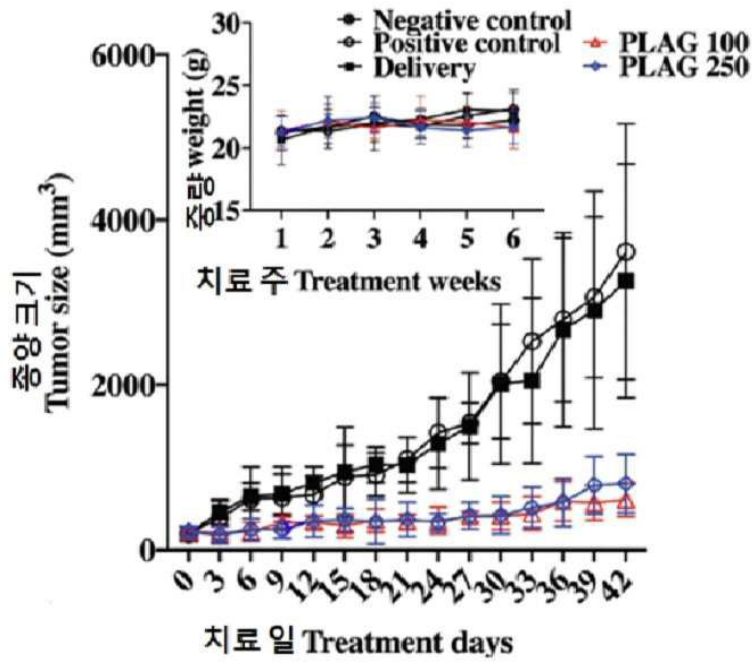 Negative control
Positive control
Delivery
PLAG 100
PLAG 250
30
25
20
15
중량 weight (g)
1 2 3 4 5 6
치료 주 Treatment weeks
6000
4000
2000
0
종양 크기
Tumor size (mm³)
0 3 6 9 12 15 18 21 24 27 30 33 36 39 42
치료 일 Treatment days